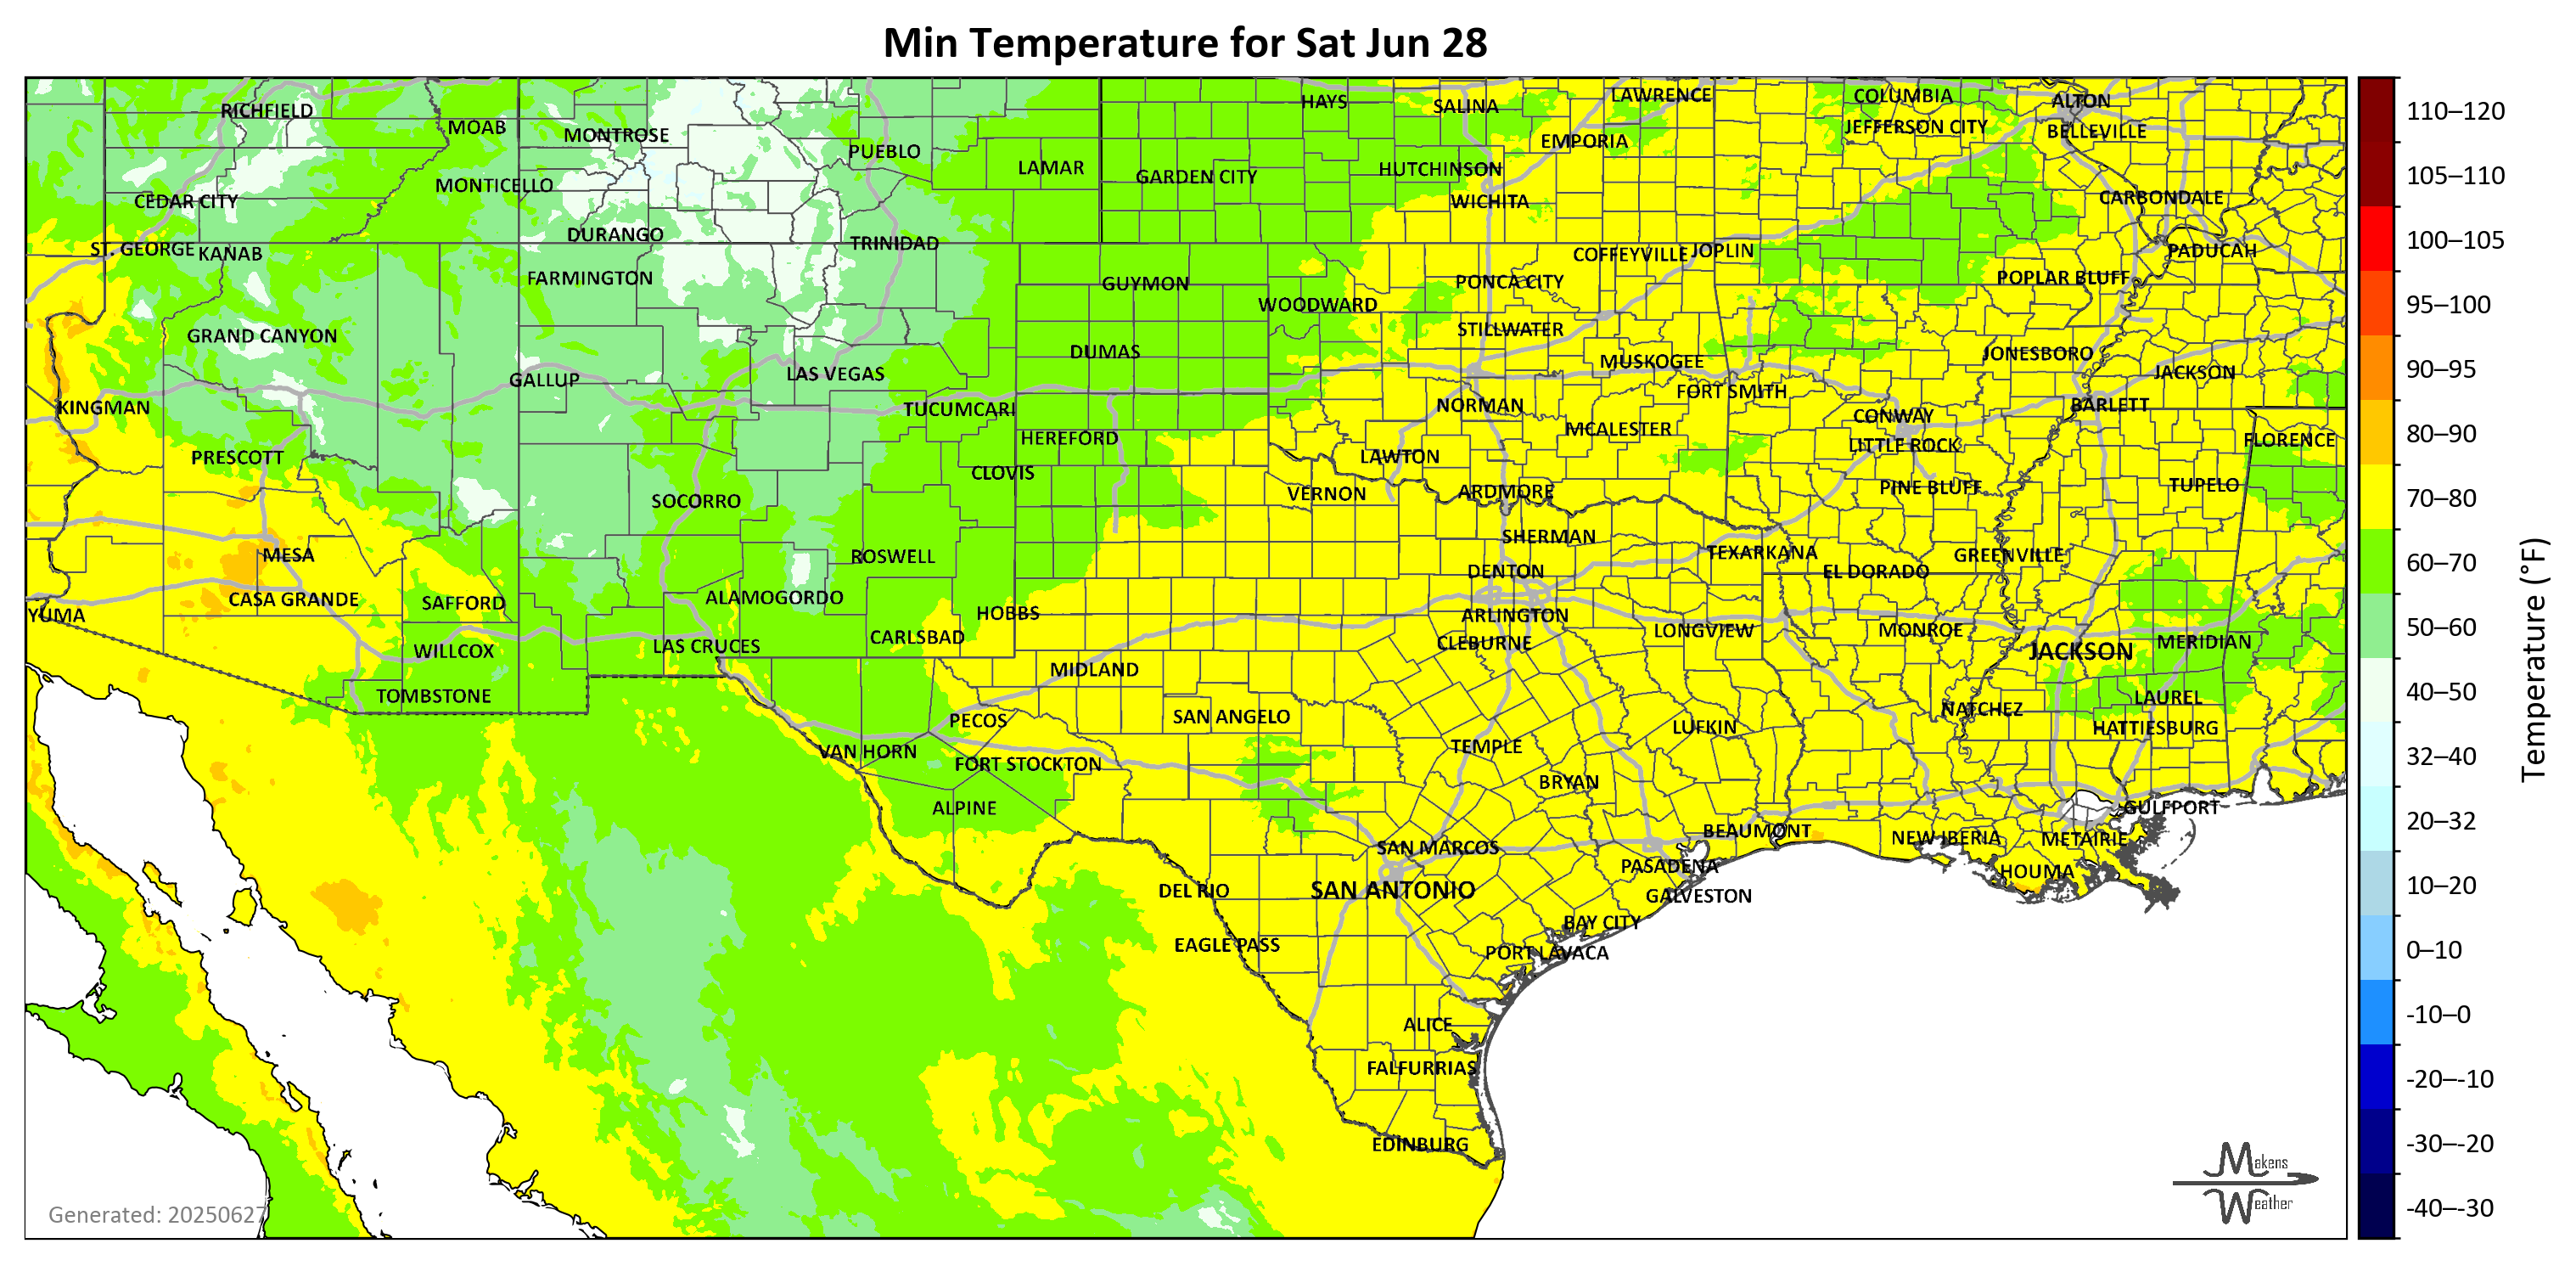 Min Temperature for Sat Jun 28
RICHFIELD
MOAB
MONTROSE
PUEBLO
LAMAR
HAYS
SALINA
LAWRENCE
COLUMBIA
ALTON
GARDEN CITY
HUTCHINSON
EMPORIA
JEFFERSON CITY
BELLEVILLE
CEDAR CITY
MONTICELLO
DURANGO
TRINIDAD
WICHITA
CARBONDALE
ST. GEORGE
KANAB
FARMINGTON
GUYMON
WOODWARD
PONCA CITY
COFFEYVILLE
JOPLIN
POPLAR BLUFF
PADUCAH
GRAND CANYON
DUMAS
STILLWATER
MUSKOGEE
JONESBORO
JACKSON
KINGMAN
GALLUP
LAS VEGAS
TUCUMCARI
NORMAN
FORT SMITH
CONWAY
BARLETT
PRESCOTT
HEREFORD
LAWTON
MCALESTER
LITTLE ROCK
FLORENCE
SOCORRO
CLOVIS
VERNON
ARDMORE
PINE BLUFF
TUPELO
MESA
ROSWELL
SHERMAN
TEXARKANA
GREENVILLE
CASA GRANDE
SAFFORD
ALAMOGORDO
DENTON
EL DORADO
YUMA
HOBBS
ARLINGTON
WILLCOX
LAS CRUCES
CARLSBAD
CLEBURNE
LONGVIEW
MONROE
JACKSON
MERIDIAN
TOMBSTONE
MIDLAND
LAUREL
PECOS
SAN ANGELO
LUFKIN
NATCHEZ
HATTIESBURG
VAN HORN
FORT STOCKTON
TEMPLE
ALPINE
BRYAN
GULFPORT
SAN MARCOS
BEAUMONT
NEW IBERIA
METAIRIE
DEL RIO
SAN ANTONIO
PASADENA
HOUMA
GALVESTON
EAGLE PASS
BAY CITY
PORT LAVACA
ALICE
FALFURRIAS
EDINBURG
Generated: 20250627
Makens
Weather
110–120
105–110
100–105
95–100
90–95
80–90
70–80
60–70
50–60
40–50
32–40
20–32
10–20
0–10
-10–0
-20–-10
-30–-20
-40–-30
Temperature (°F)